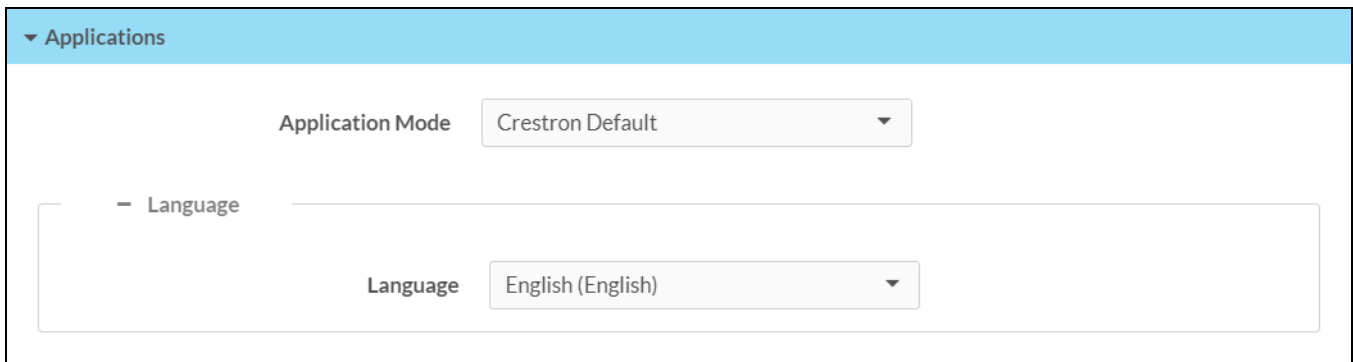 Applications
Application Mode Crestron Default
Language
Language English (English)